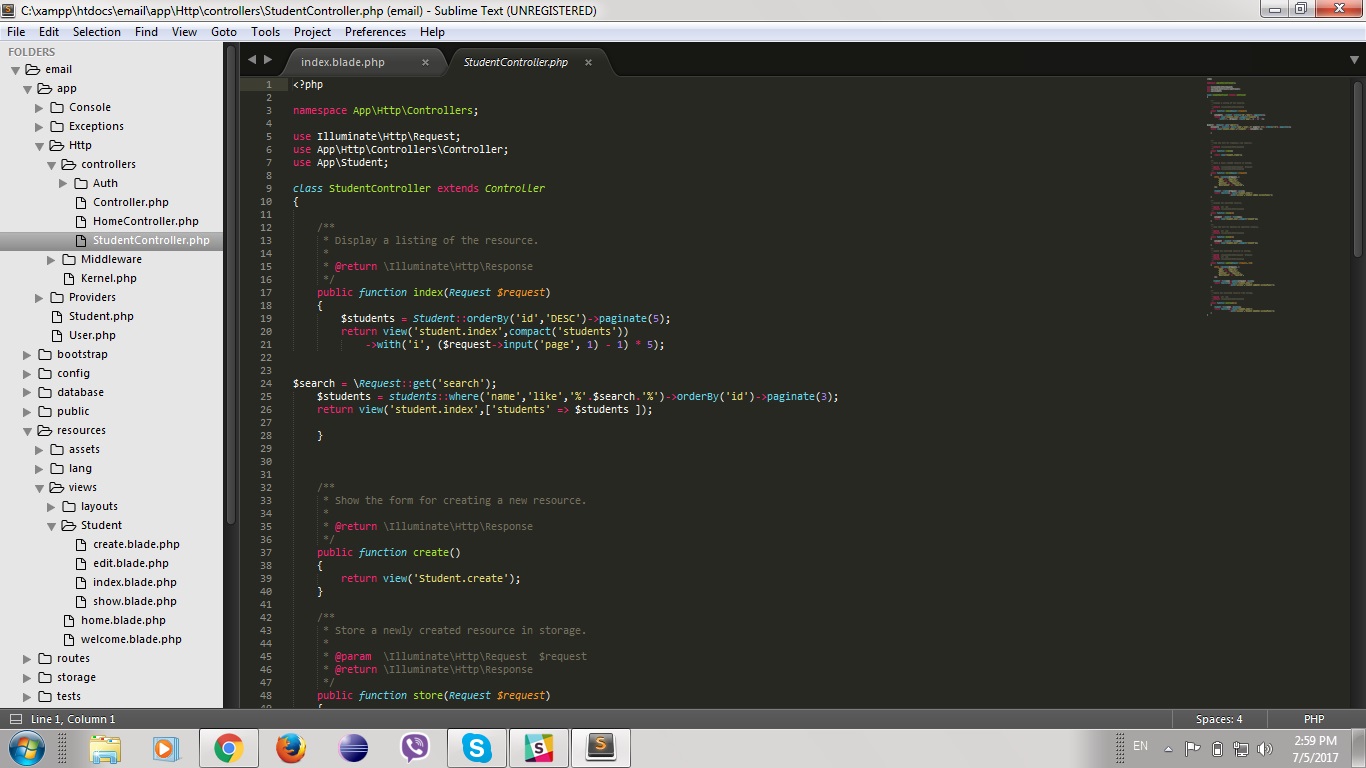 C:\xampp\htdocs\email\app\Http\controllers\StudentController.php (email) - Sublime Text (UNREGISTERED)
File Edit Selection Find View Goto Tools Project Preferences Help
FOLDERS
email
app
Console
Exceptions
Http
controllers
Auth
Controller.php
HomeController.php
StudentController.php
Middleware
Kernel.php
Providers
Student.php
User.php
bootstrap
config
database
public
resources
assets
lang
views
layouts
Student
create.blade.php
edit.blade.php
index.blade.php
show.blade.php
home.blade.php
welcome.blade.php
routes
storage
tests
index.blade.php × StudentController.php ×
1 <?php
2
3 namespace App\Http\Controllers;
4
5 use Illuminate\Http\Request;
6 use App\Http\Controllers\Controller;
7 use App\Student;
8
9 class StudentController extends Controller
10 {
11
12 /**
13 * Display a listing of the resource.
14 *
15 * @return \Illuminate\Http\Response
16 */
17 public function index(Request $request)
18 {
19 $students = Student::orderBy('id','DESC')->paginate(5);
20 return view('student.index',compact('students'))
21 ->with('i', ($request->input('page', 1) - 1) * 5);
22
23
24 $search = \Request::get('search');
25 $students = students::where('name','like','%'.$search.'%')->orderBy('id')->paginate(3);
26 return view('student.index',['students' => $students ]);
27
28 }
29
30
31
32 /**
33 * Show the form for creating a new resource.
34 *
35 * @return \Illuminate\Http\Response
36 */
37 public function create()
38 {
39 return view('Student.create');
40 }
41
42 /**
43 * Store a newly created resource in storage.
44 *
45 * @param \Illuminate\Http\Request $request
46 * @return \Illuminate\Http\Response
47 */
48 public function store(Request $request)
49 {
Line 1, Column 1
Spaces: 4
PHP
EN
2:59 PM
7/5/2017